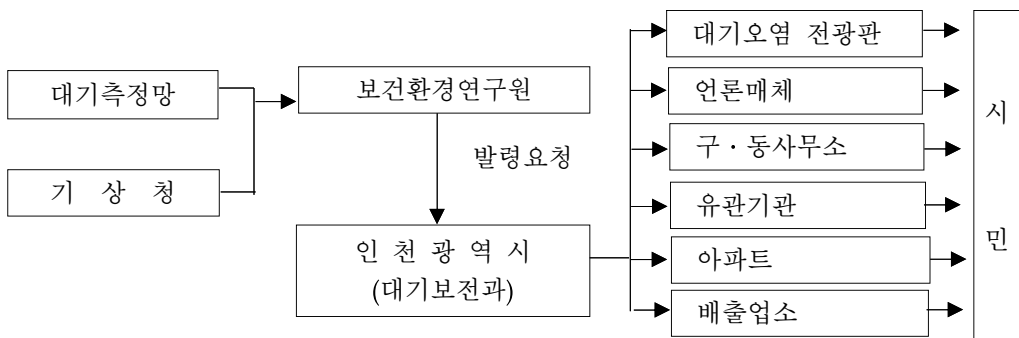 대기측정망
기 상 청
보건환경연구원
발령요청
인 천 광 역 시
(대기보전과)
대기오염 전광판
언론매체
구·동사무소
유관기관
아파트
배출업소
시
민